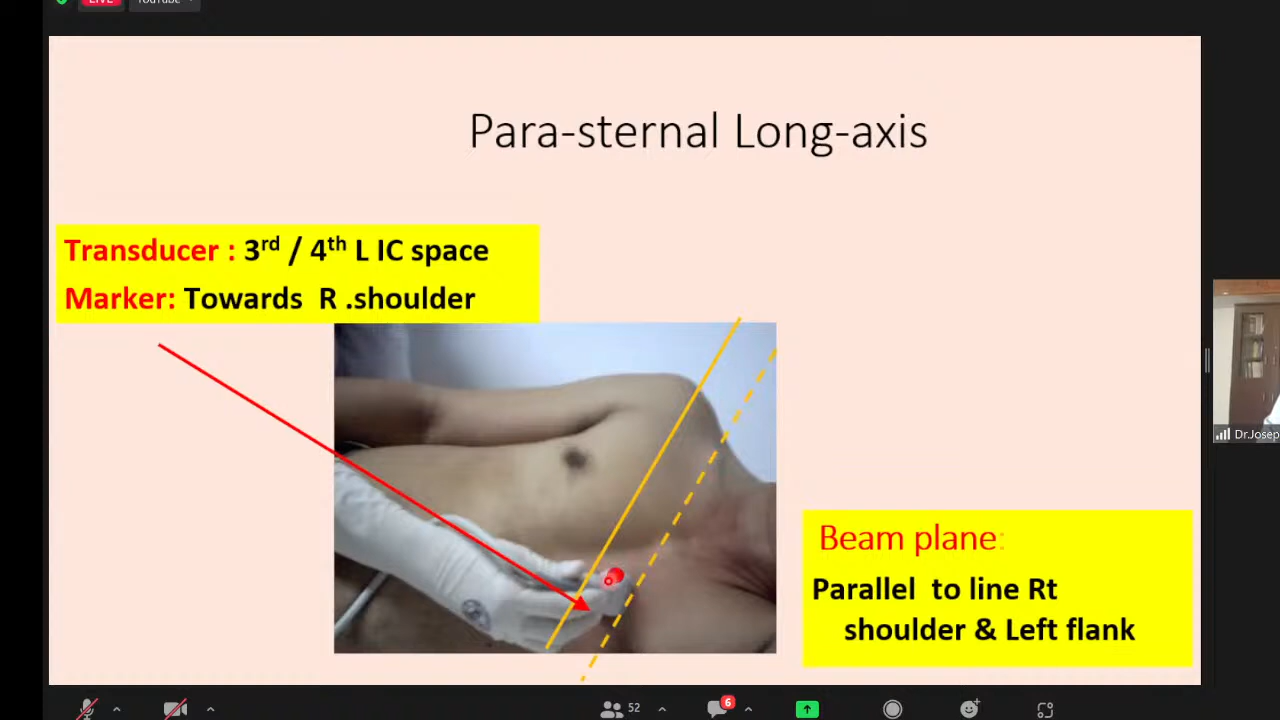 LIVE
YouTube
Para-sternal Long-axis
Transducer : 3rd / 4th L IC space
Marker: Towards R .shoulder
Beam plane:
Parallel to line Rt
shoulder & Left flank
Dr.Josep
52
6